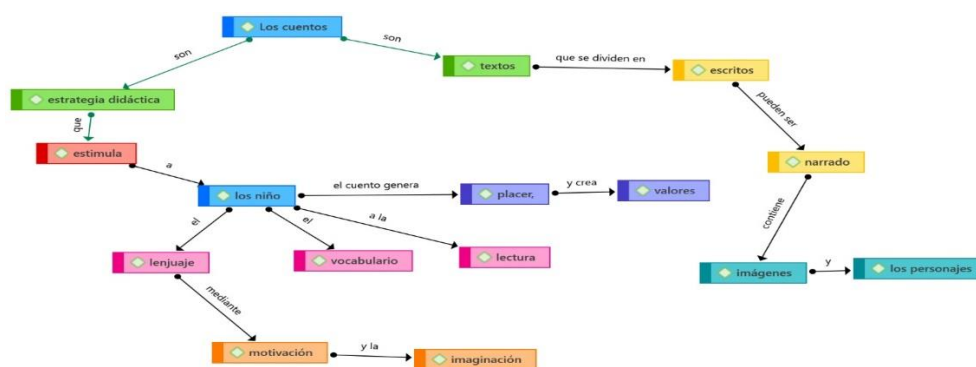 Los cuentos
son
son
textos
que se dividen en
escritos
estrategia didáctica
que
pueden ser
estimula
a
narrado
los niño
el cuento genera
placer,
y crea
valores
el
el
a la
contiene
lenjuaje
vocabulario
lectura
imágenes
y
los personajes
mediante
motivación
y la
imaginación